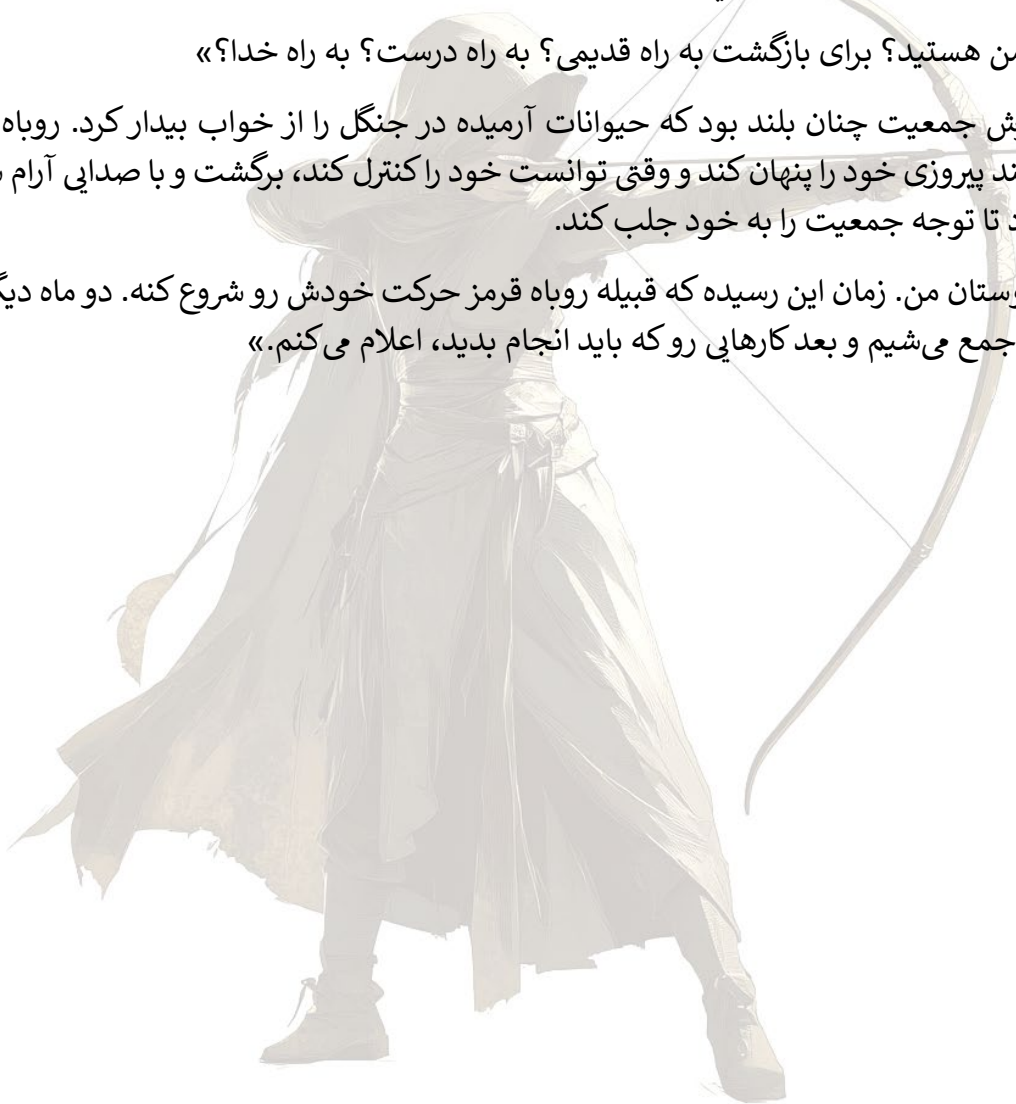 من هستید؟ برای بازگشت به راه قدیمی؟ به راه درست؟ به راه خدا؟»
جمعیت چنان بلند بود که حیوانات آرمیده در جنگل را از خواب بیدار کرد. روباه
پیروزی خود را پنهان کند و وقتی توانست خود را کنترل کند، برگشت و با صدایی آرام
تا توجه جمعیت را به خود جلب کند.
من. زمان این رسیده که قبیله روباه قرمز حرکت خودش رو شروع کنه. دو ماه
جمع می‌شیم و بعد کارهایی رو که باید انجام بدید، اعلام می‌کنم.»